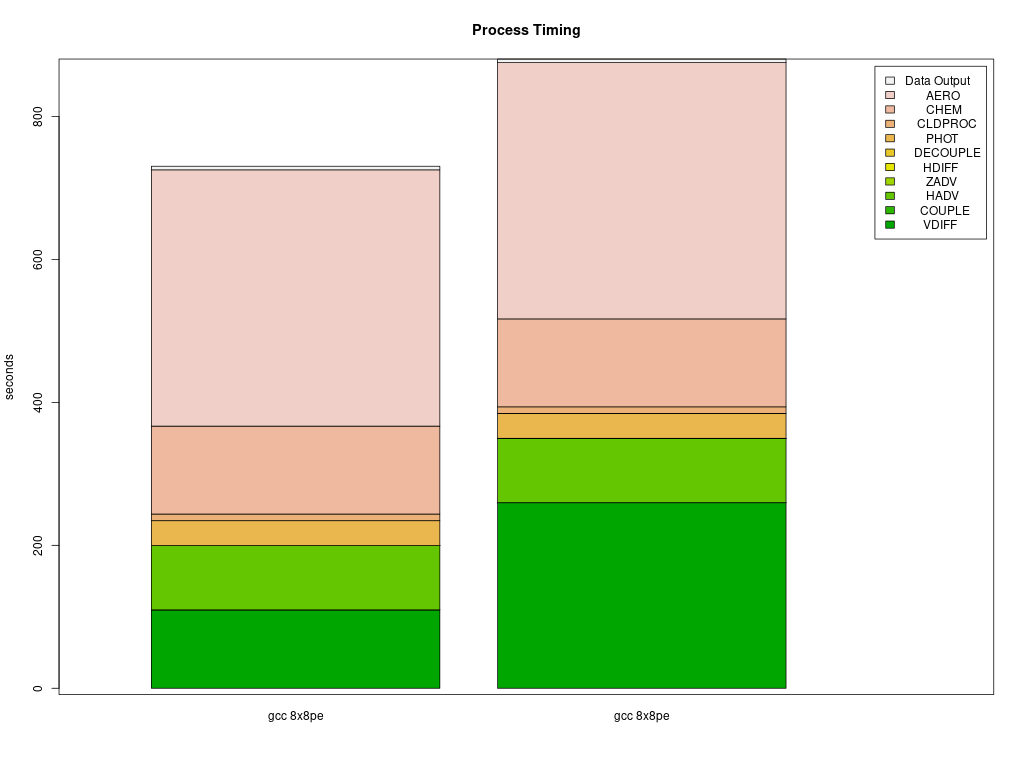 Process Timing
seconds
800
600
400
200
0
Data Output
AERO
CHEM
CLDPROC
PHOT
DECOUPLE
HDIFF
ZADV
HADV
COUPLE
VDIFF
gcc 8x8pe
gcc 8x8pe